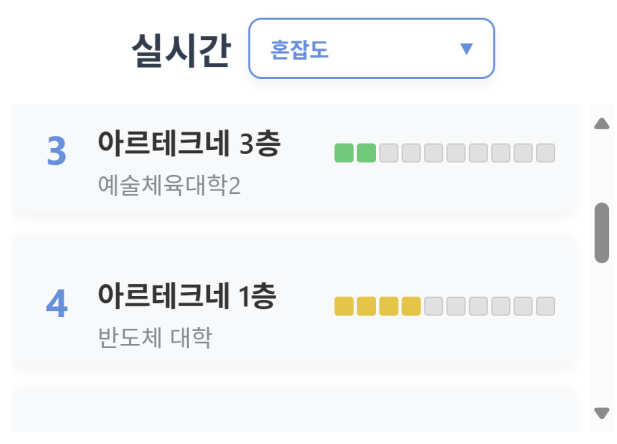 실시간 혼잡도 ▼
3 아르테크네 3층
예술체육대학2
4 아르테크네 1층
반도체 대학